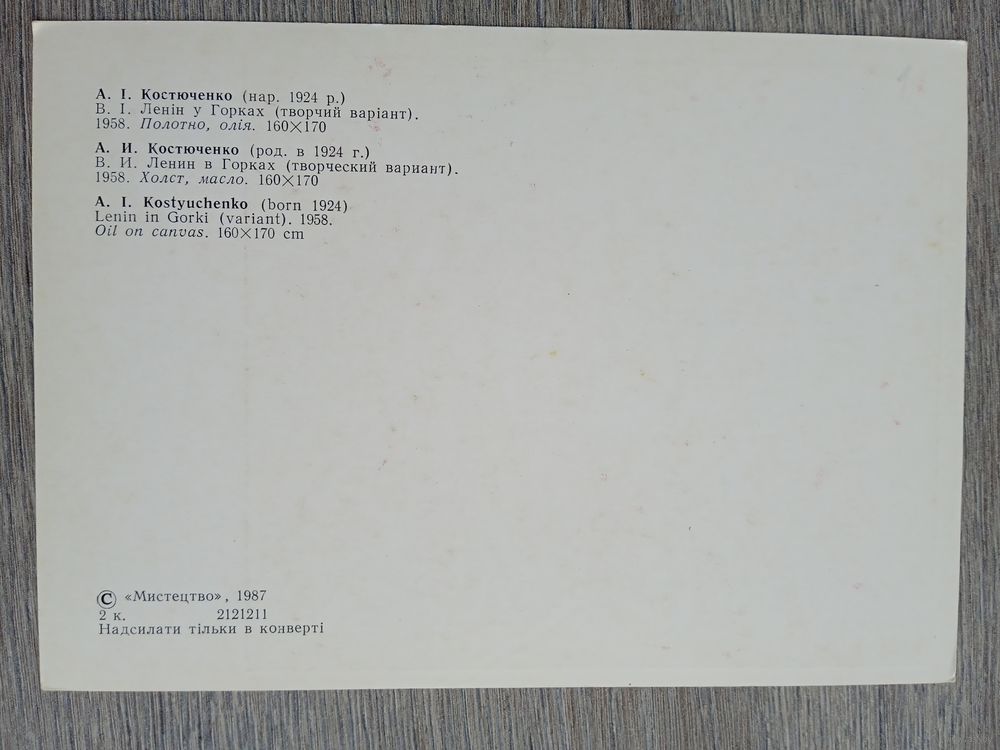 А. І. Костюченко (нар. 1924 р.)
В. І. Ленін у Горках (творчий варіант).
1958. Полотно, олія. 160×170
А. И. Костюченко (род. в 1924 г.)
В. И. Ленин в Горках (творческий вариант).
1958. Холст, масло. 160×170
A. I. Kostyuchenko (born 1924)
Lenin in Gorki (variant). 1958.
Oil on canvas. 160×170 cm
© «Мистецтво», 1987
2 к. 2121211
Надсилати тільки в конверті